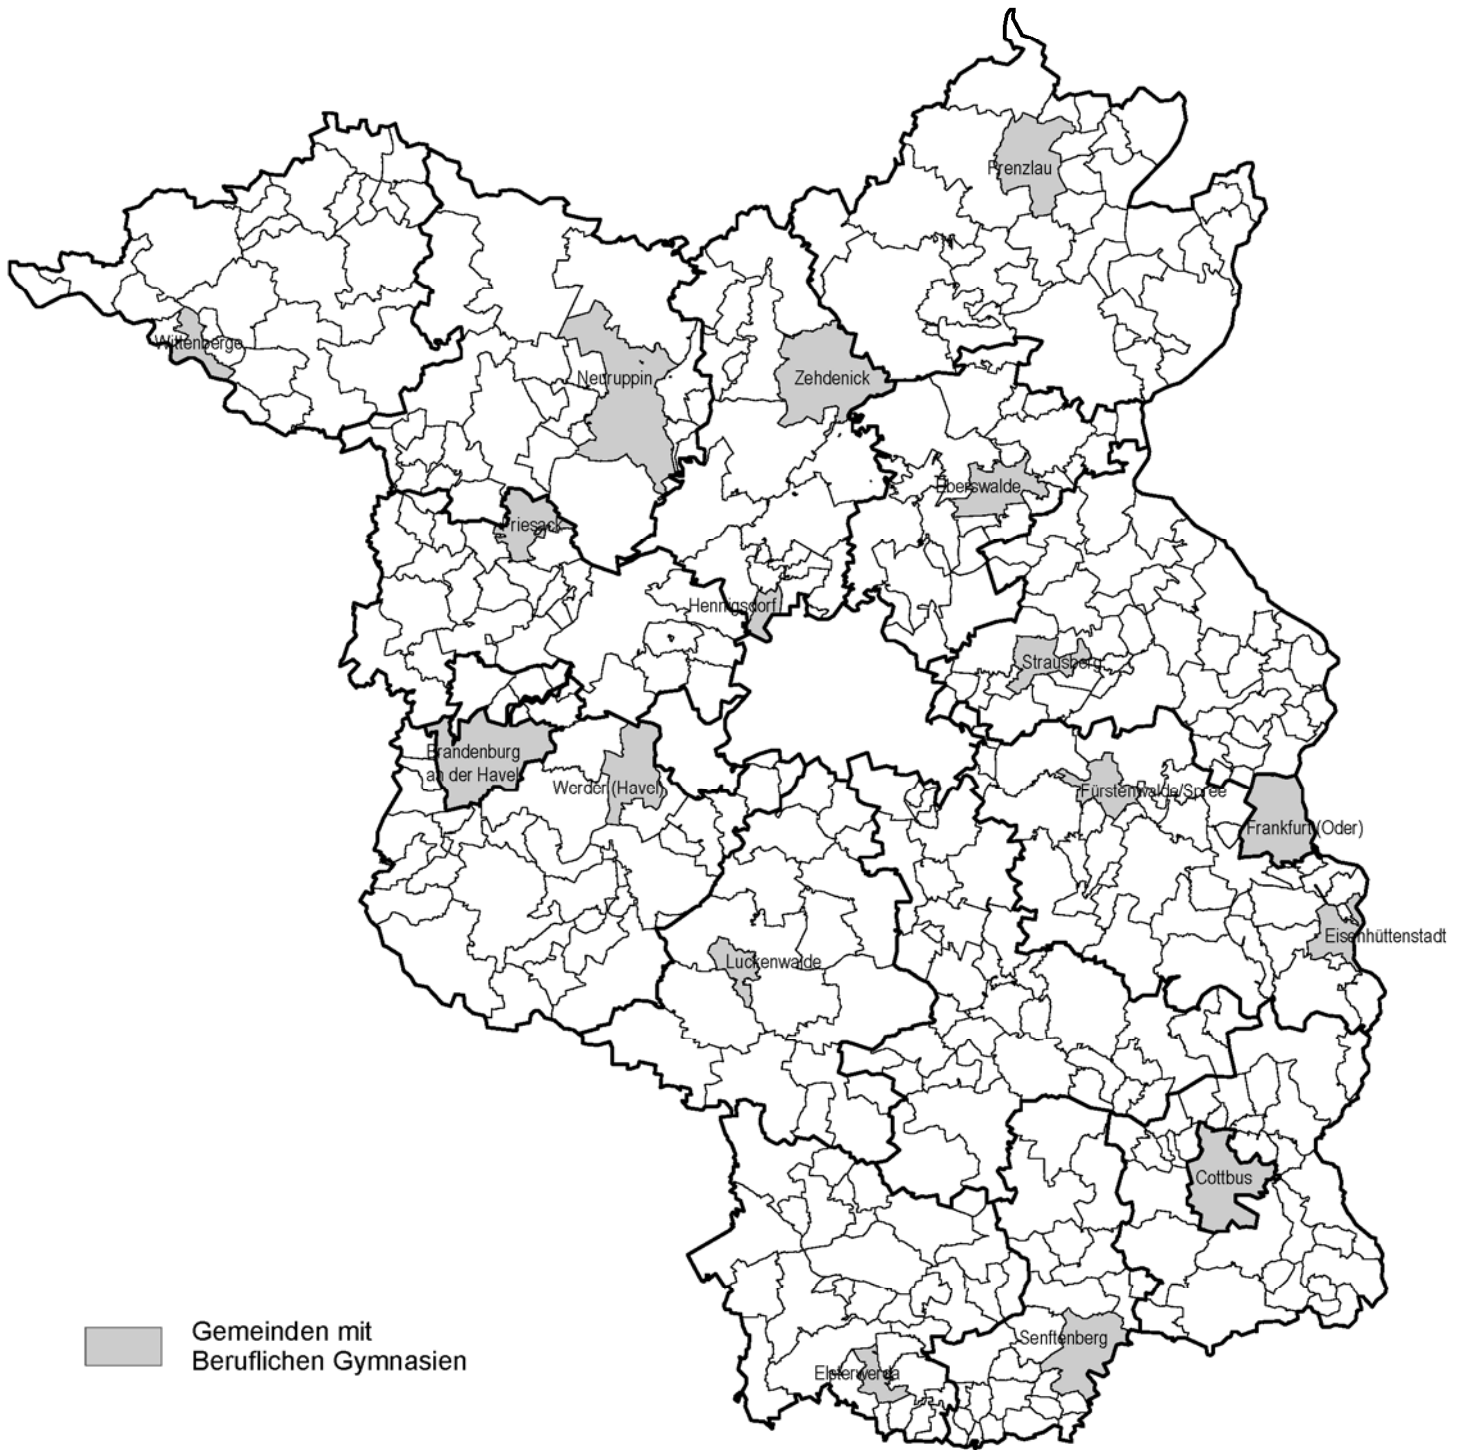 Prenzlau
Wittenberge
Neuruppin
Zehdenick
Eberswalde
Friesack
Hennigsdorf
Strausberg
Brandenburg
an der Havel
Werder (Havel)
Fürstenwalde/Spree
Frankfurt (Oder)
Eisenhüttenstadt
Luckenwalde
Cottbus
Senftenberg
Elsterwerda
Gemeinden mit
Beruflichen Gymnasien